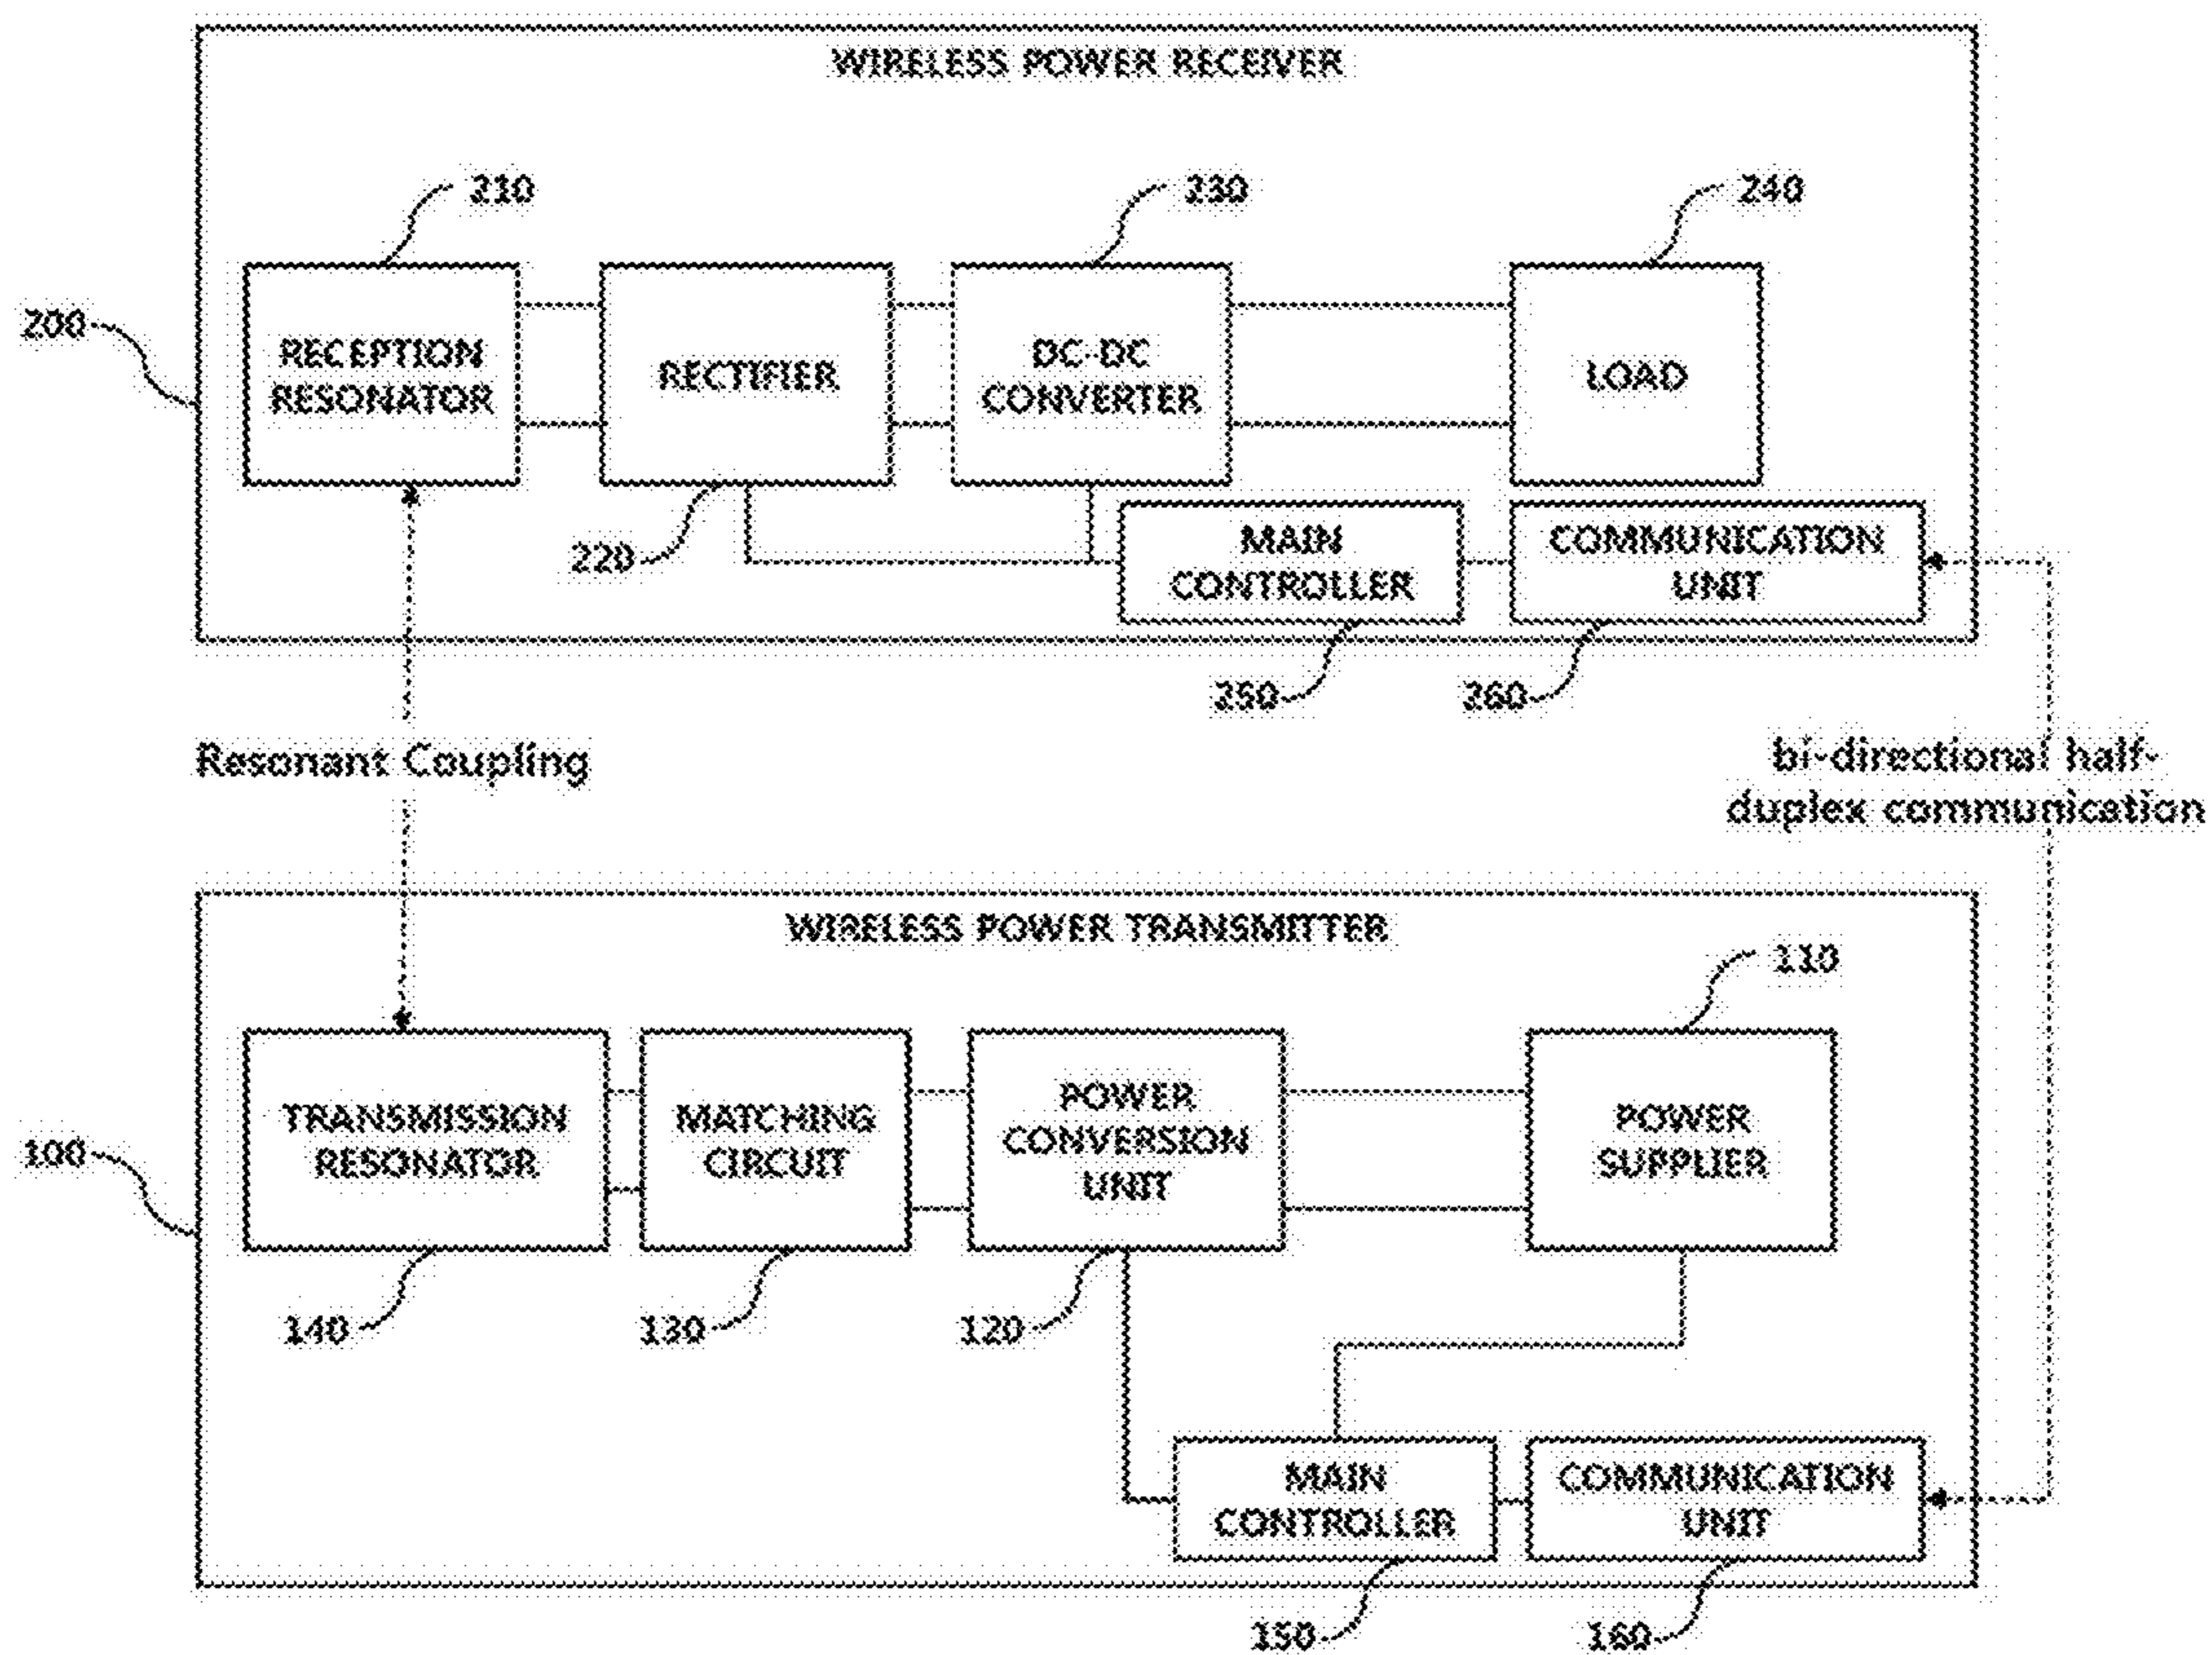 WIRELESS POWER RECEIVER
210
230
240
200
RECEPTION
RESONATOR
RECTIFIER
DC-DC
CONVERTER
LOAD
220
MAIN
CONTROLLER
COMMUNICATION
UNIT
250
260
Resonant Coupling
bi-directional half-
duplex communication
WIRELESS POWER TRANSMITTER
110
100
TRANSMISSION
RESONATOR
MATCHING
CIRCUIT
POWER
CONVERSION
UNIT
POWER
SUPPLIER
140
130
120
MAIN
CONTROLLER
COMMUNICATION
UNIT
150
160